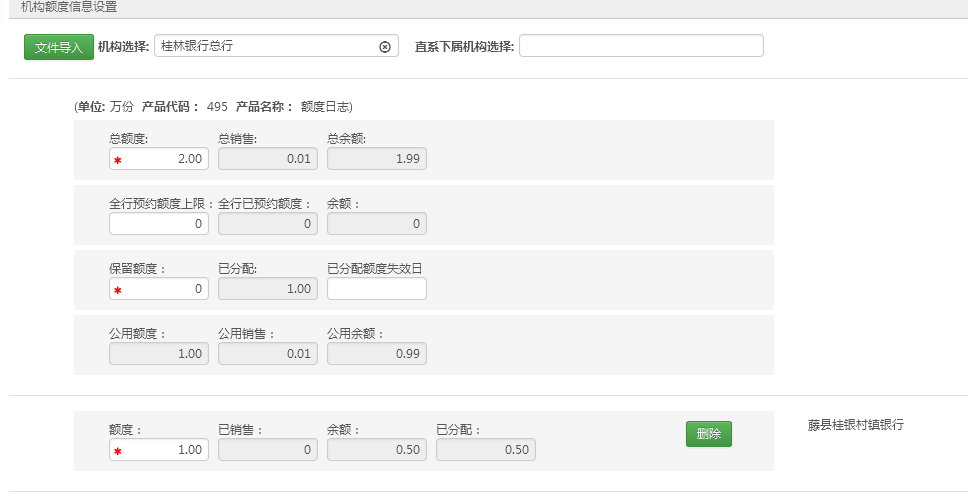 机构额度信息设置
文件导入 机构选择: 桂林银行总行 直系下属机构选择:
(单位: 万份 产品代码： 495 产品名称： 额度日志)
总额度: 总销售: 总余额:
* 2.00 0.01 1.99
全行预约额度上限： 全行已预约额度： 余额：
0 0 0
保留额度： 已分配: 已分配额度失效日
* 0 1.00
公用额度： 公用销售： 公用余额：
1.00 0.01 0.99
额度： 已销售： 余额： 已分配： 删除 藤县桂银村镇银行
* 1.00 0 0.50 0.50